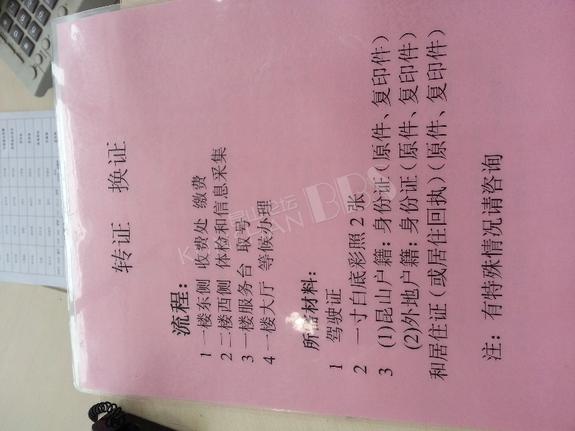 转证 换证
流程：
1 一楼东侧 收费处 缴费
2 二楼西侧 体检和信息采集
3 一楼服务台 取号
4 一楼大厅 等候办理
所需材料：
1 驾驶证
2 一寸白底彩照 2 张
3 (1)昆山户籍：身份证（原件、复印件）
(2)外地户籍：身份证（原件、复印件）
和居住证（或居住回执）（原件、复印件）
注：有特殊情况请咨询
昆山论坛
BBS